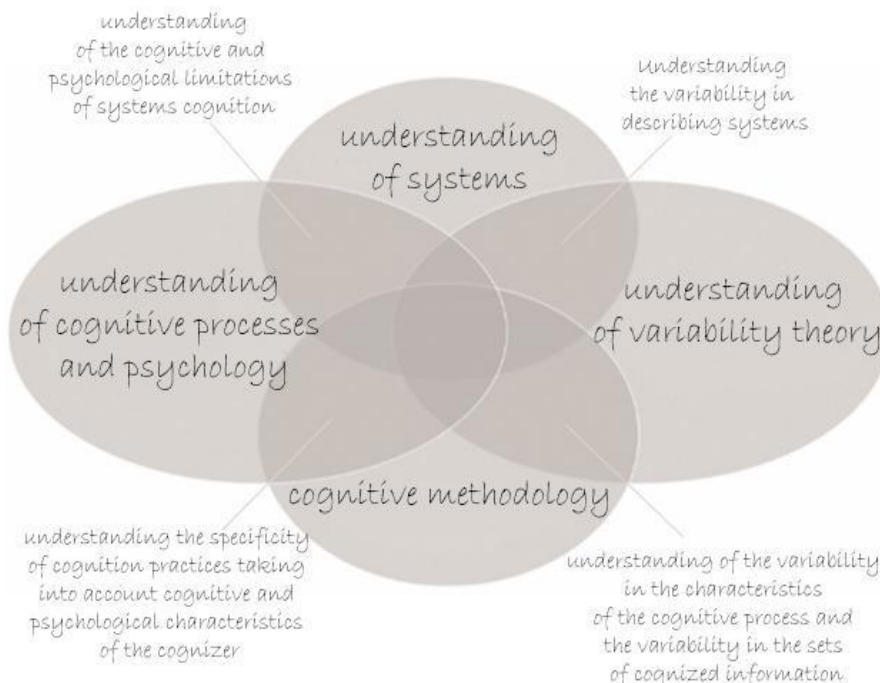 understanding
of the cognitive and
psychological limitations
of systems cognition
Understanding
the variability in
describing systems
understanding
of systems
understanding
of cognitive processes
and psychology
understanding
of variability theory
cognitive methodology
understanding the specificity
of cognition practices taking
into account cognitive and
psychological characteristics
of the cognizer
understanding of the variability
in the characteristics
of the cognitive process and
the variability in the sets
of cognized information